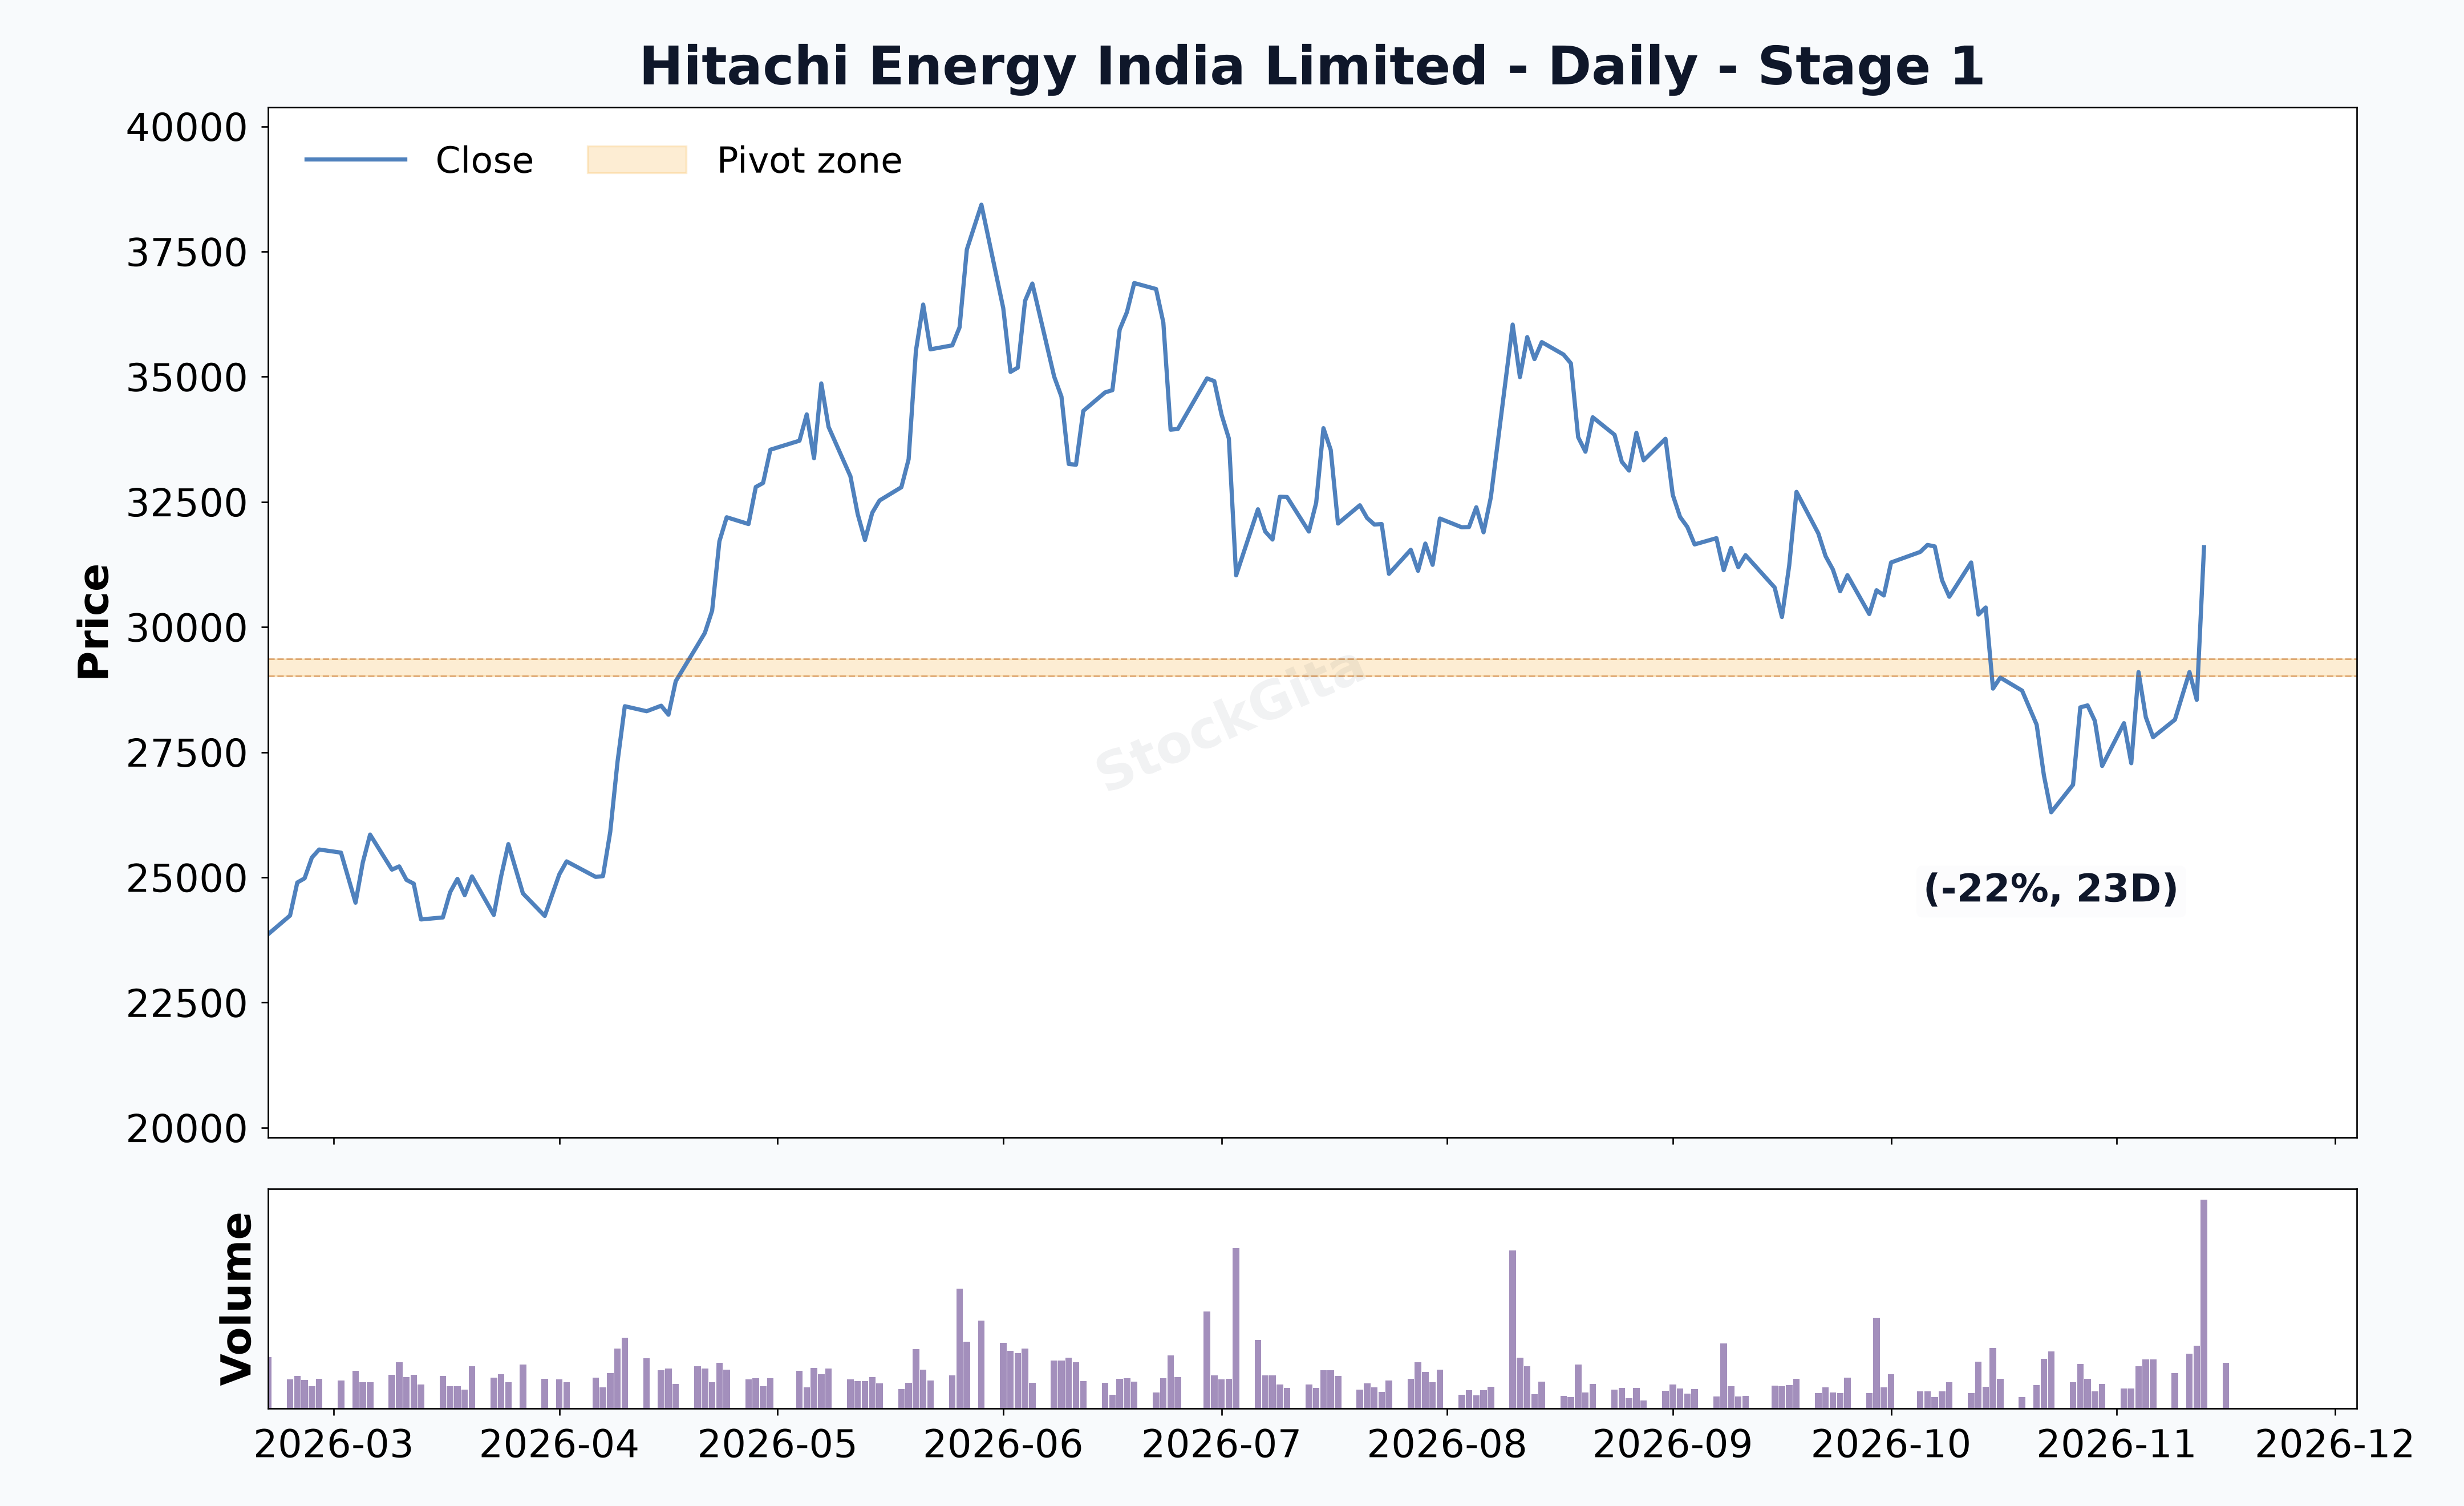 Hitachi Energy India Limited - Daily - Stage 1
Close
Pivot zone
40000
37500
35000
32500
30000
27500
25000
22500
20000
Price
StockGita
(-22%, 23D)
Volume
2026-03
2026-04
2026-05
2026-06
2026-07
2026-08
2026-09
2026-10
2026-11
2026-12